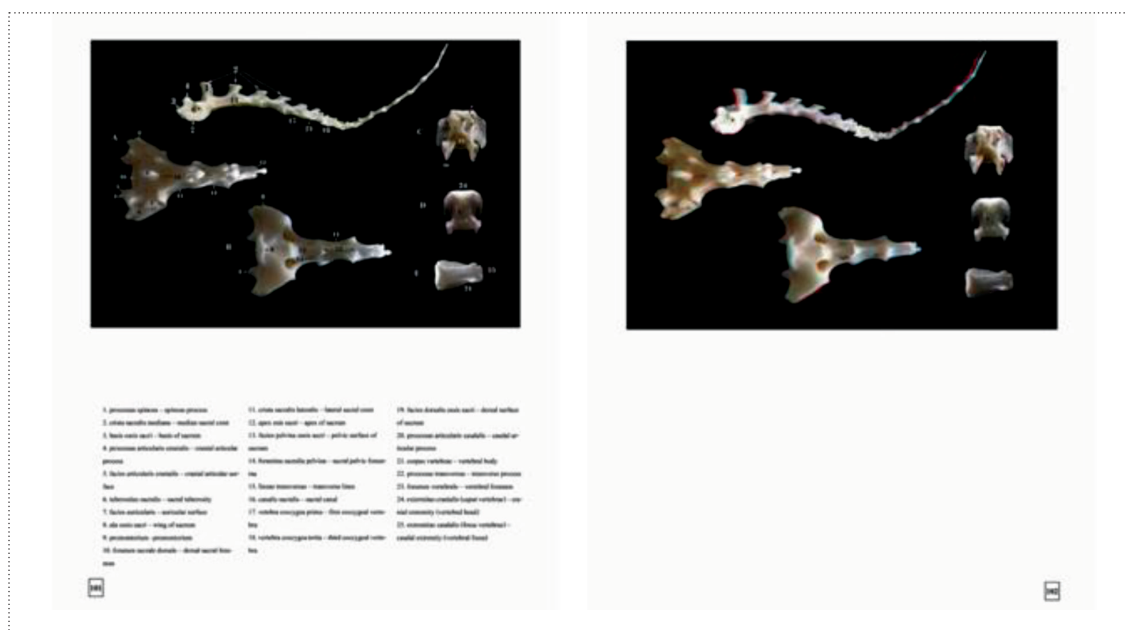 C
A
24
D
B
1. processus spinosus – spinous process
2. crista sacralis mediana – median sacral crest
3. basis ossis sacri – basis of sacrum
4. processus articularis cranialis – cranial articular
process
5. facies articularis cranialis – cranial articular sur-
face
6. tuberositas sacralis – sacral tuberosity
7. facies auricularis – auricular surface
8. ala ossis sacri – wing of sacrum
9. promontorium - promontorium
10. foramen sacrale dorsale – dorsal sacral fora-
men
11. crista sacralis lateralis – lateral sacral crest
12. apex ossis sacri – apex of sacrum
13. facies pelvina ossis sacri – pelvic surface of
sacrum
14. foramina sacralia pelvina – sacral pelvic foram-
ina
15. lineae transversae – transverse lines
16. canalis sacralis – sacral canal
17. vertebra coccygea prima – first coccygeal verte-
bra
18. vertebra coccygea tertia – third coccygeal verte-
bra
19. facies dorsalis ossis sacri – dorsal surface
of sacrum
20. processus articularis caudalis – caudal ar-
ticular process
21. corpus vertebrae – vertebral body
22. processus transversus – transverse process
23. foramen vertebrale – vertebral foramen
24. extremitas cranialis (caput vertebrae) – cra-
nial extremity (vertebral head)
25. extremitas caudalis (fossa vertebrae) –
caudal extremity (vertebral fossa)
101
102